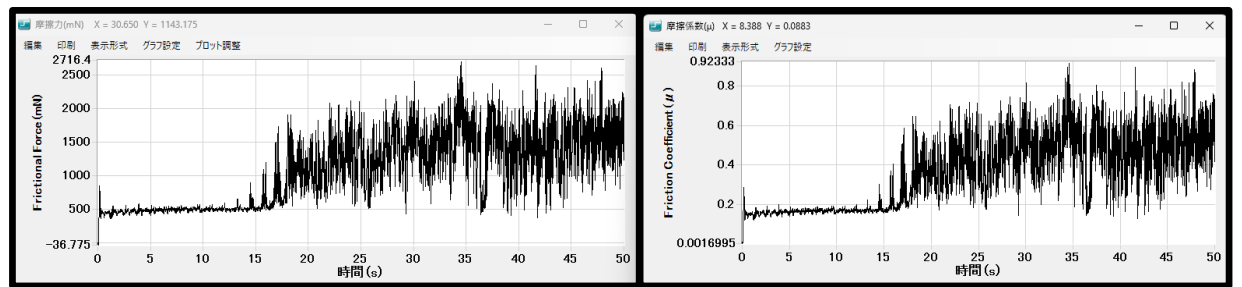 摩擦力(mN) X = 30.650 Y = 1143.175
編集 印刷 表示形式 グラフ設定 プロット調整
2716.4
2500
2000
1500
1000
500
-36.775
Frictional Force (mN)
0 5 10 15 20 25 30 35 40 45 50
時間(s)
摩擦係数(μ) X = 8.388 Y = 0.0883
編集 印刷 表示形式 グラフ設定
0.92333
0.8
0.6
0.4
0.2
0.0016995
Friction Coefficient (μ)
0 5 10 15 20 25 30 35 40 45 50
時間(s)